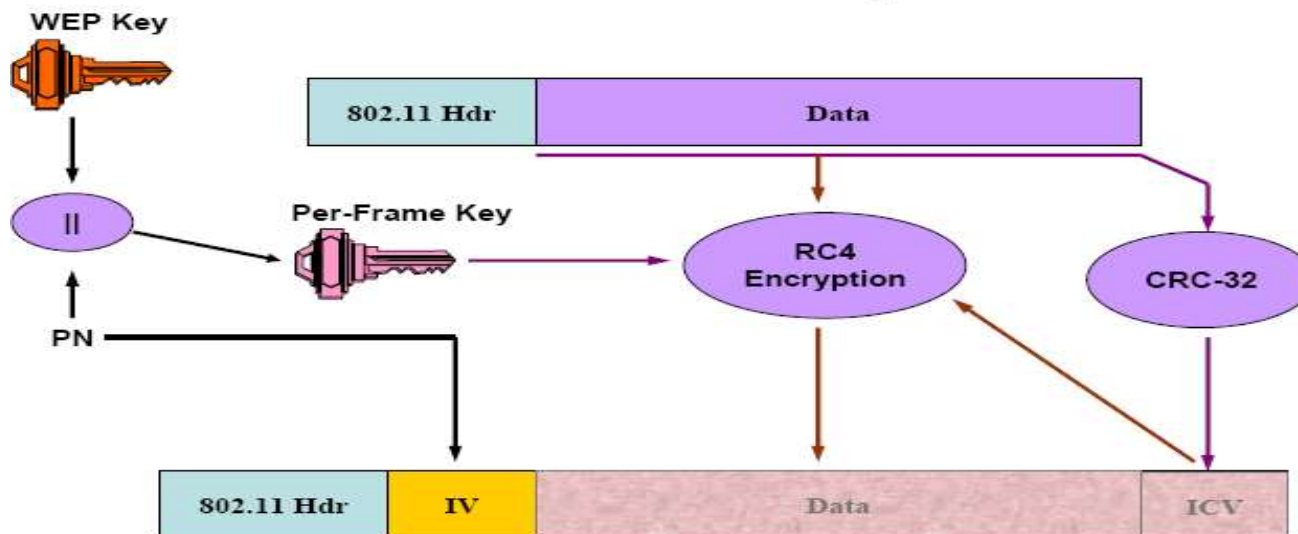 WEP Key
802.11 Hdr
Data
||
Per-Frame Key
RC4
Encryption
CRC-32
PN
802.11 Hdr
IV
Data
ICV